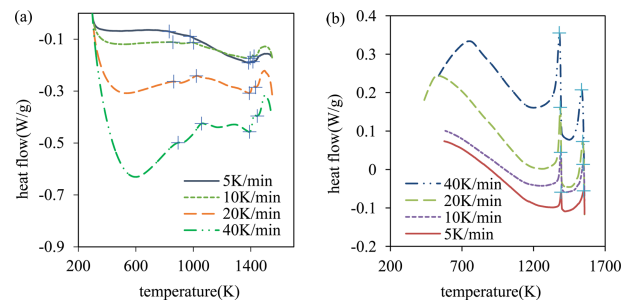 (a)
heat flow(W/g)
-0.1
-0.3
-0.5
-0.7
-0.9
5K/min
10K/min
20K/min
40K/min
200 600 1000 1400
temperature(K)
(b)
heat flow(W/g)
0.4
0.3
0.2
0.1
0
-0.1
-0.2
40K/min
20K/min
10K/min
5K/min
200 700 1200 1700
temperature(K)